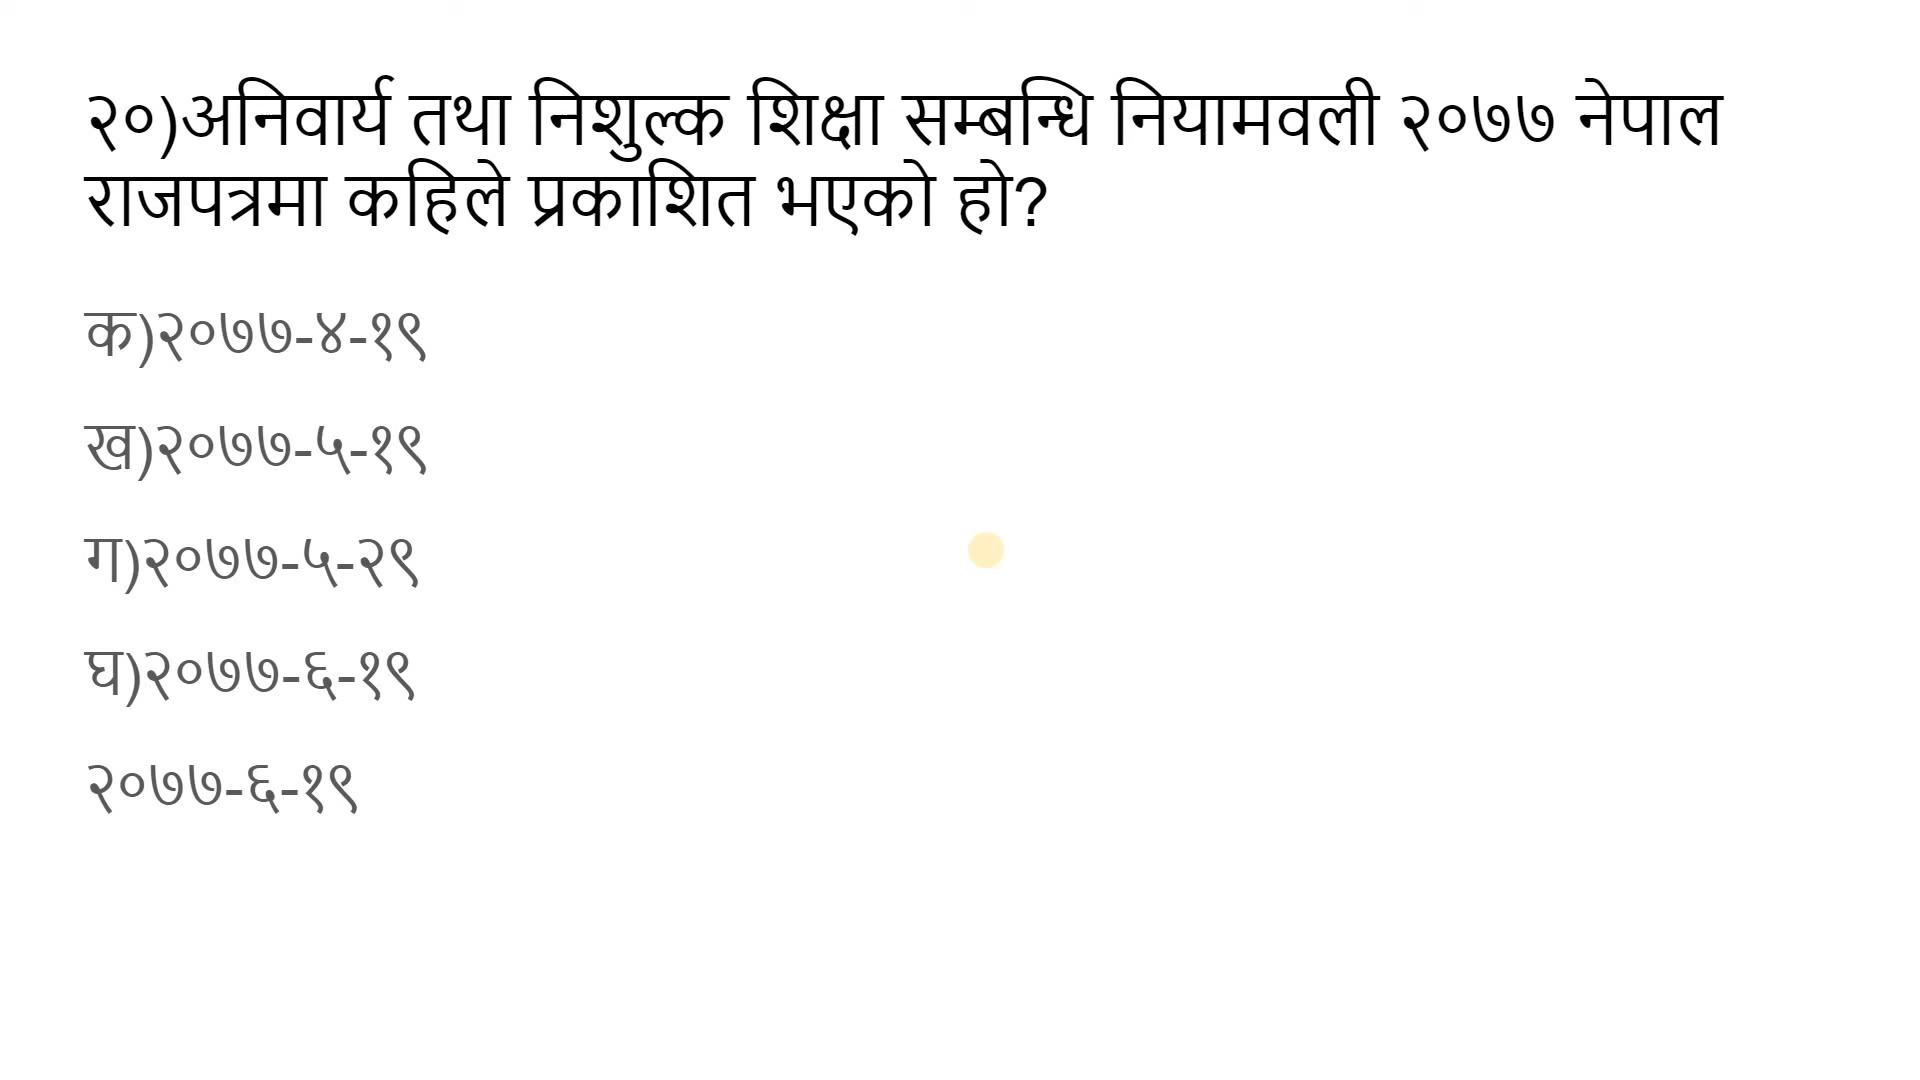 २०)अनिवार्य तथा निशुल्क शिक्षा सम्बन्धि नियामवली २०७७ नेपाल
राजपत्रमा कहिले प्रकाशित भएको हो?
क)२०७७-४-१९
ख)२०७७-५-१९
ग)२०७७-५-२९
घ)२०७७-६-१९
२०७७-६-१९